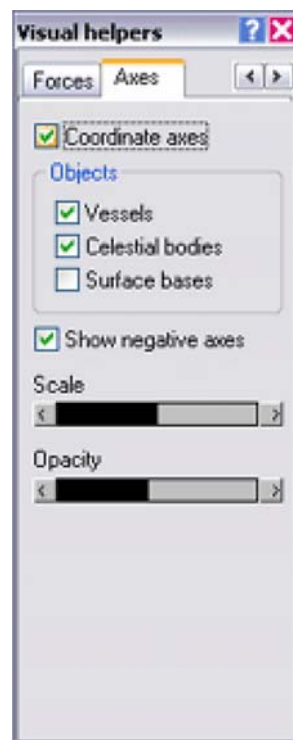 Visual helpers ?
Forces Axes
Coordinate axes
Objects
Vessels
Celestial bodies
Surface bases
Show negative axes
Scale
Opacity